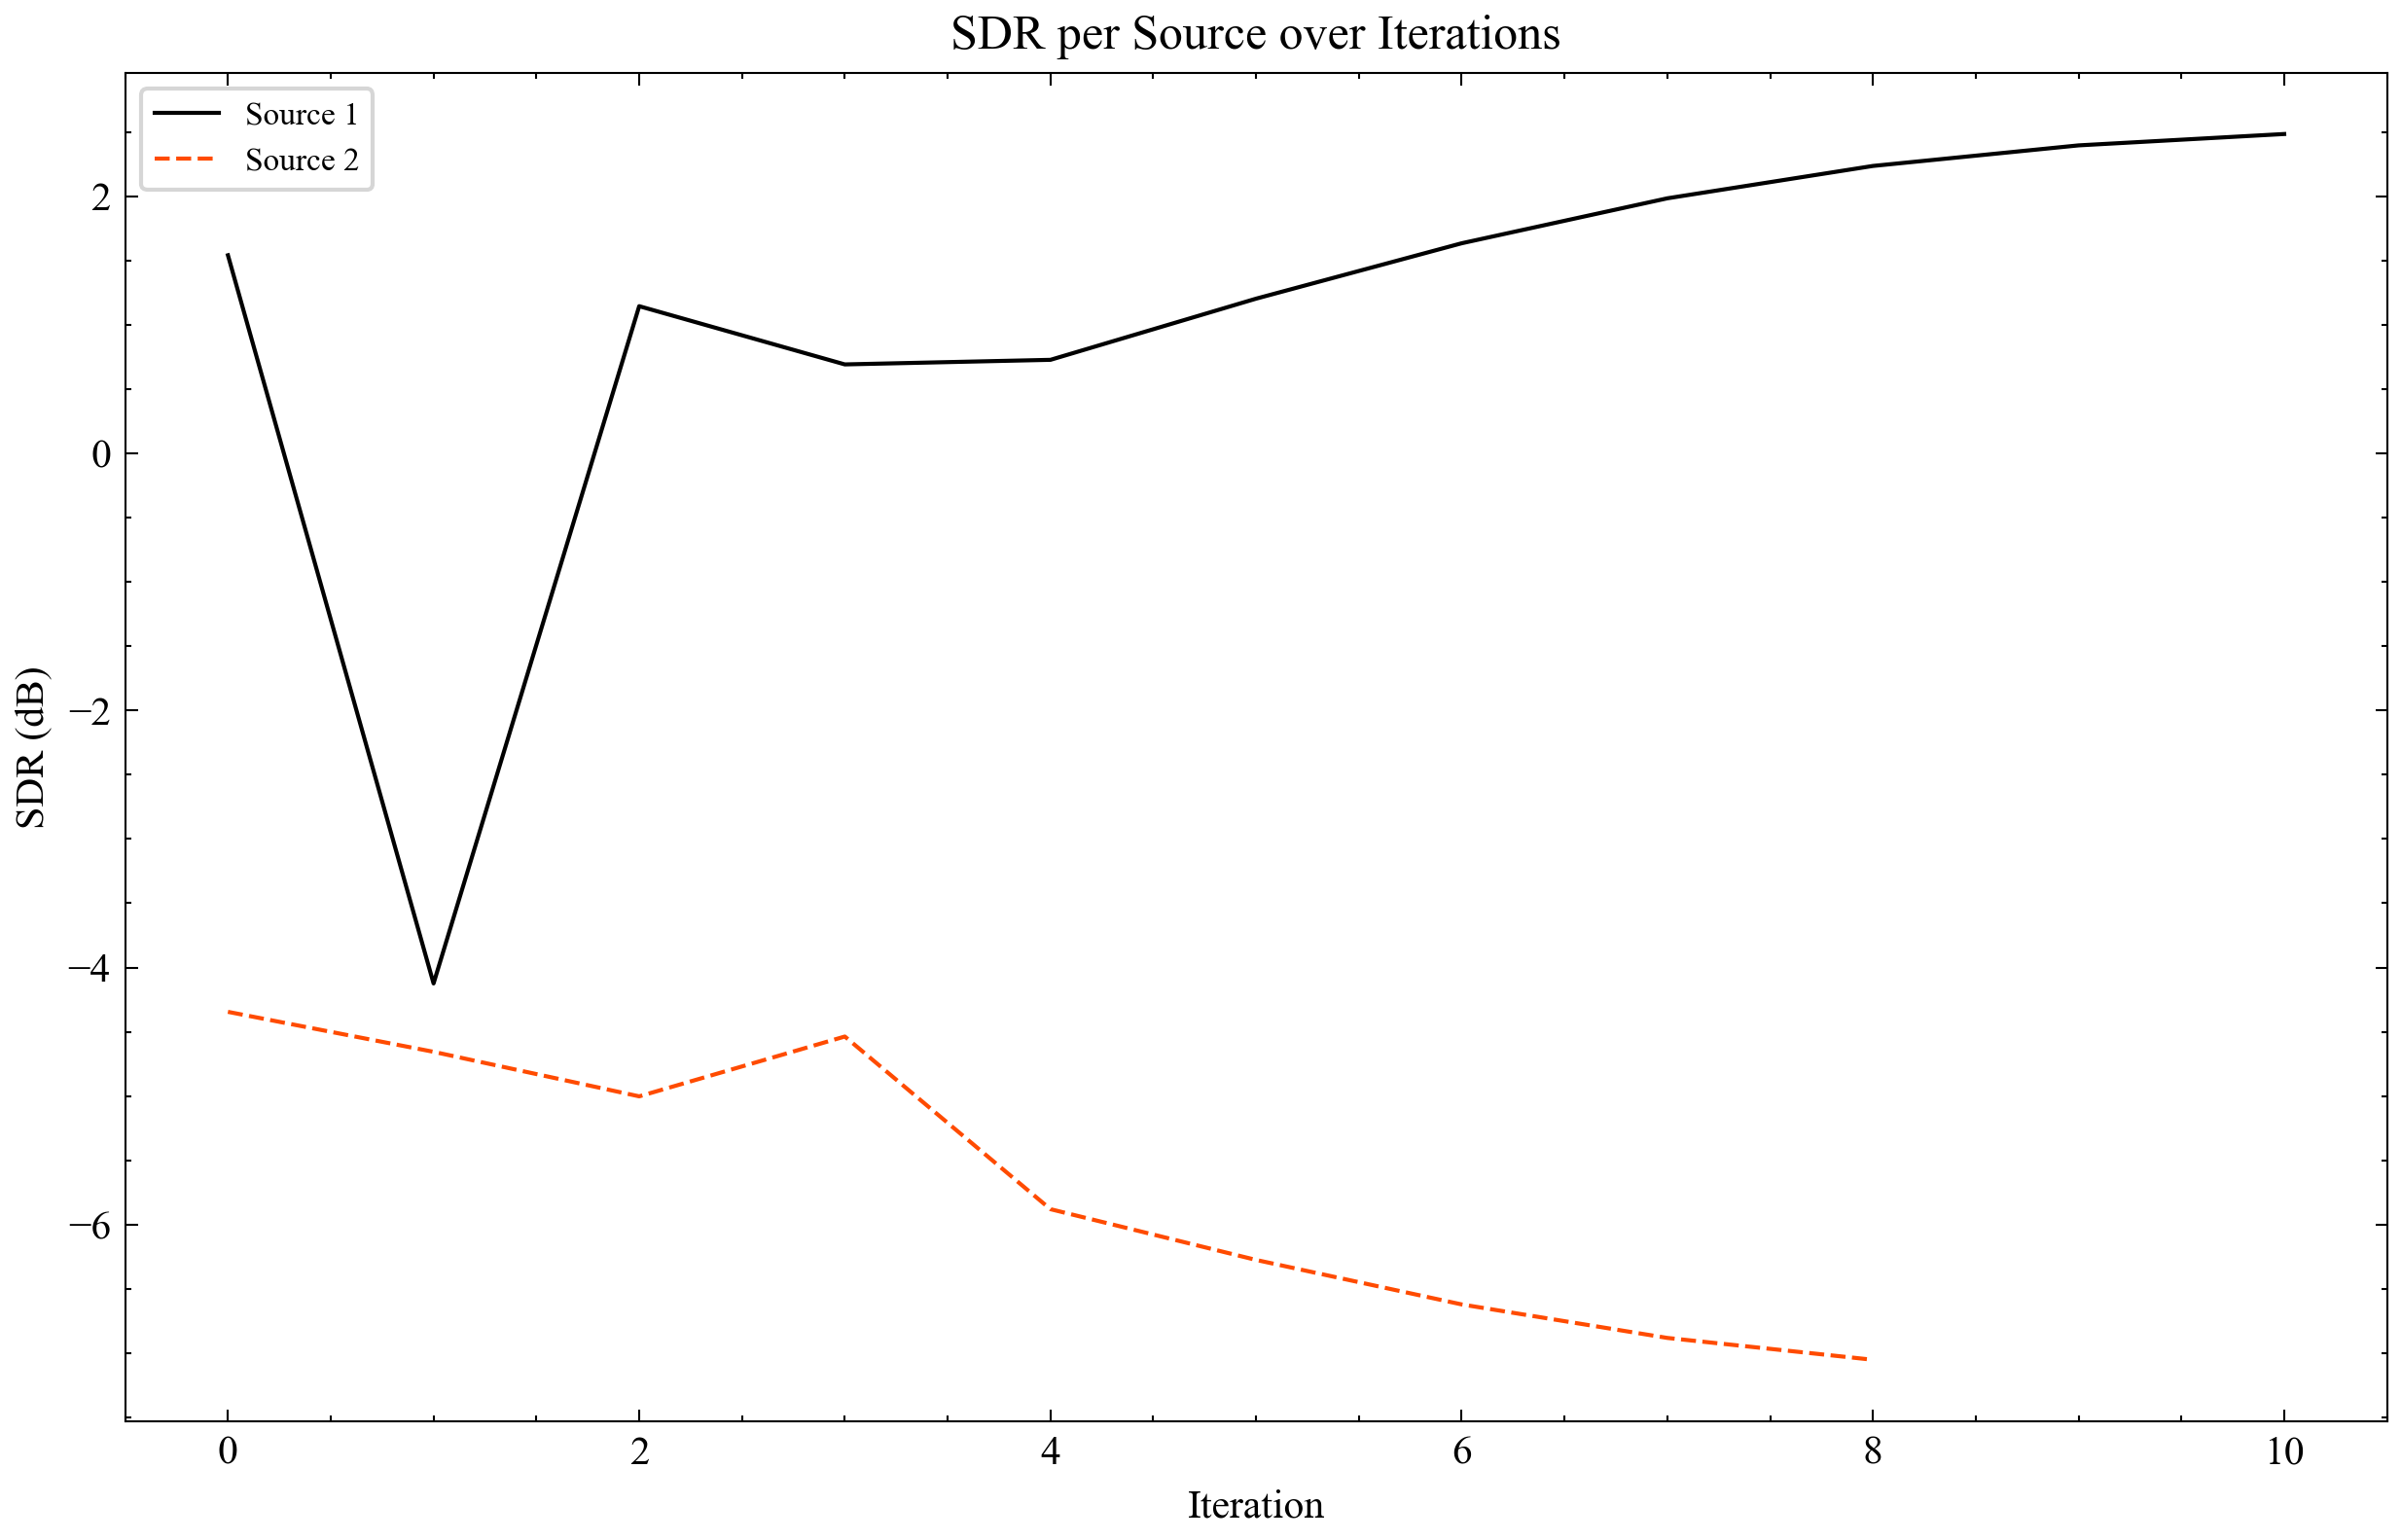 SDR per Source over Iterations
Source 1
Source 2
2
0
−2
−4
−6
SDR (dB)
0 2 4 6 8 10
Iteration